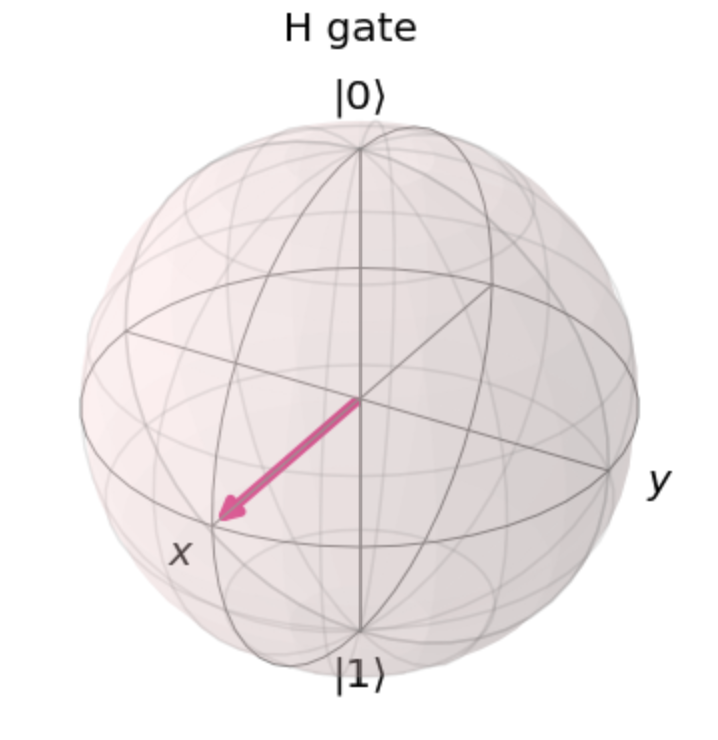 H gate
|0⟩
y
x
|1⟩